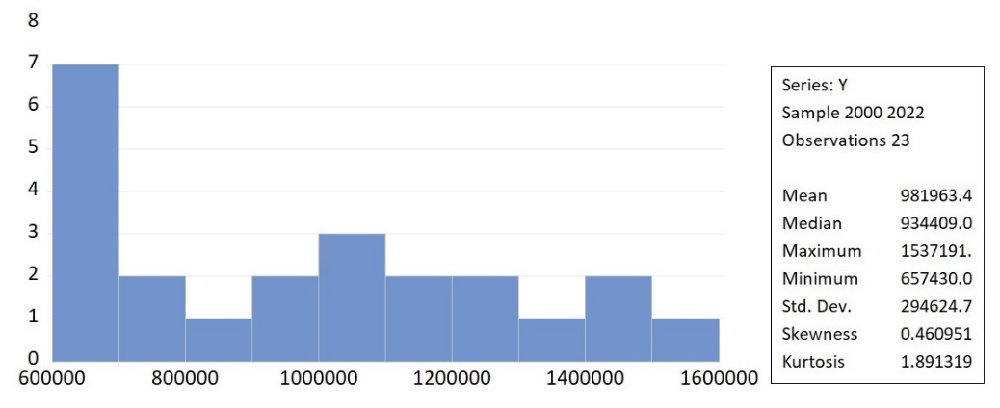 8
7
6
5
4
3
2
1
0
600000 800000 1000000 1200000 1400000 1600000
Series: Y
Sample 2000 2022
Observations 23
Mean 981963.4
Median 934409.0
Maximum 1537191.
Minimum 657430.0
Std. Dev. 294624.7
Skewness 0.460951
Kurtosis 1.891319